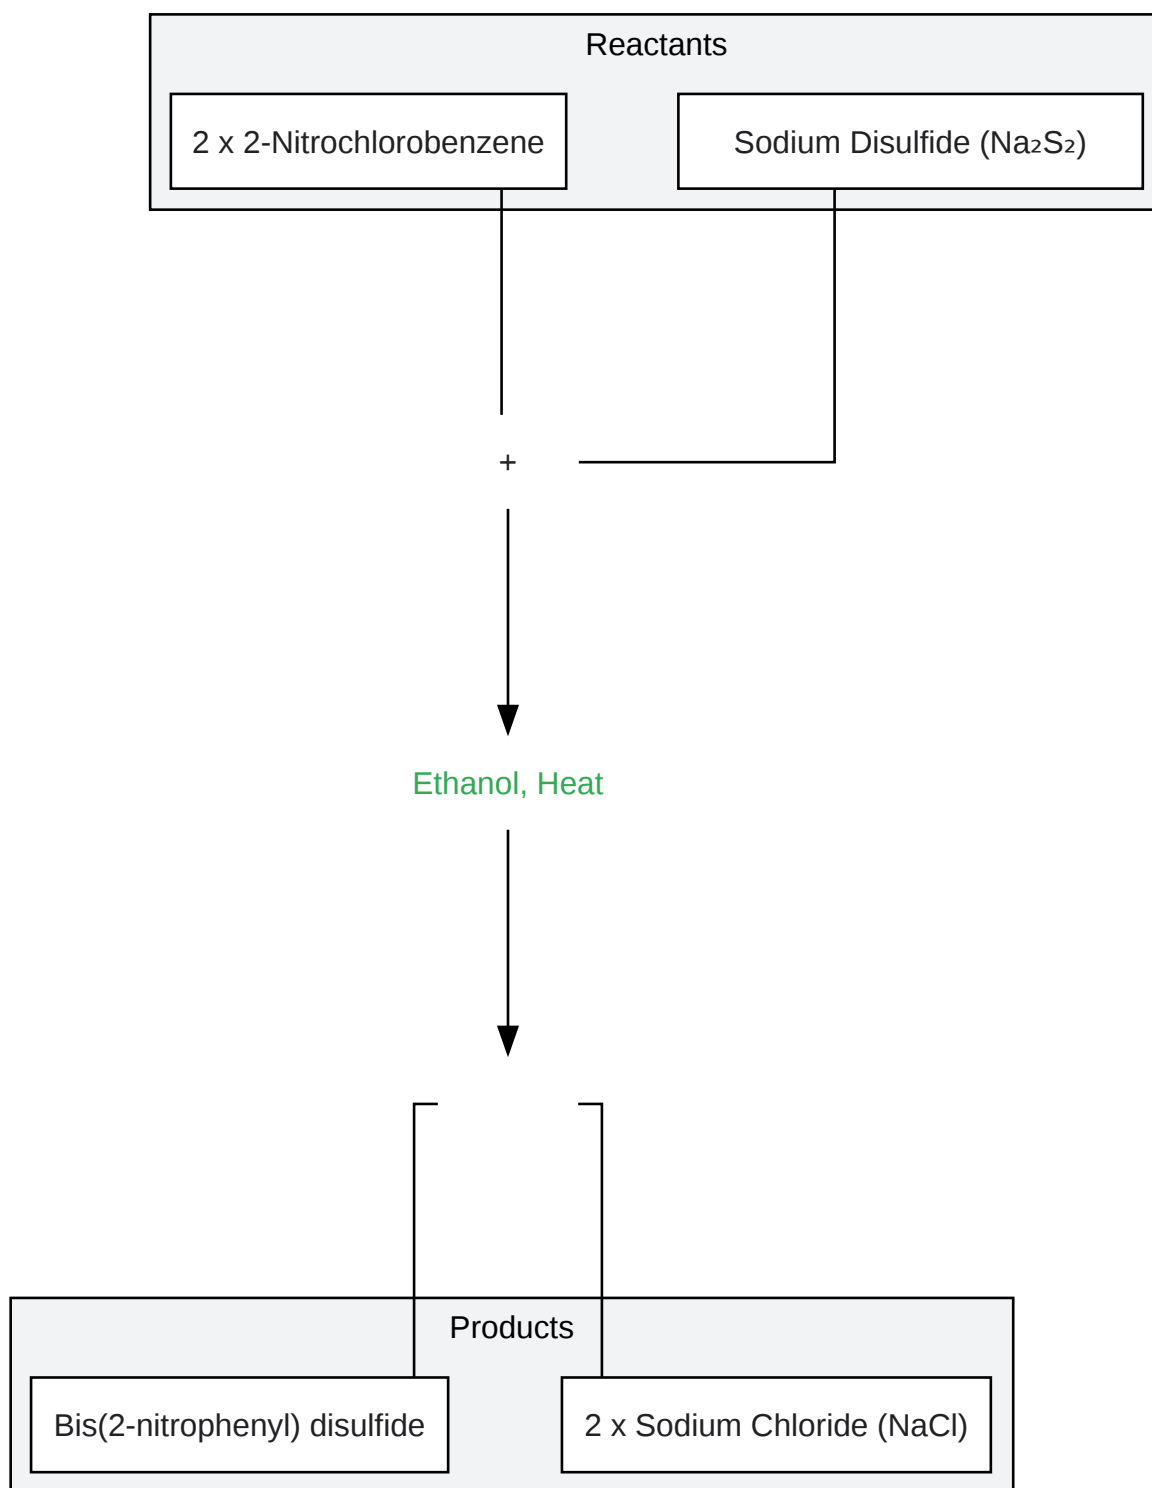 Reactants
2 x 2-Nitrochlorobenzene
Sodium Disulfide (Na₂S₂)
+
Ethanol, Heat
Products
Bis(2-nitrophenyl) disulfide
2 x Sodium Chloride (NaCl)